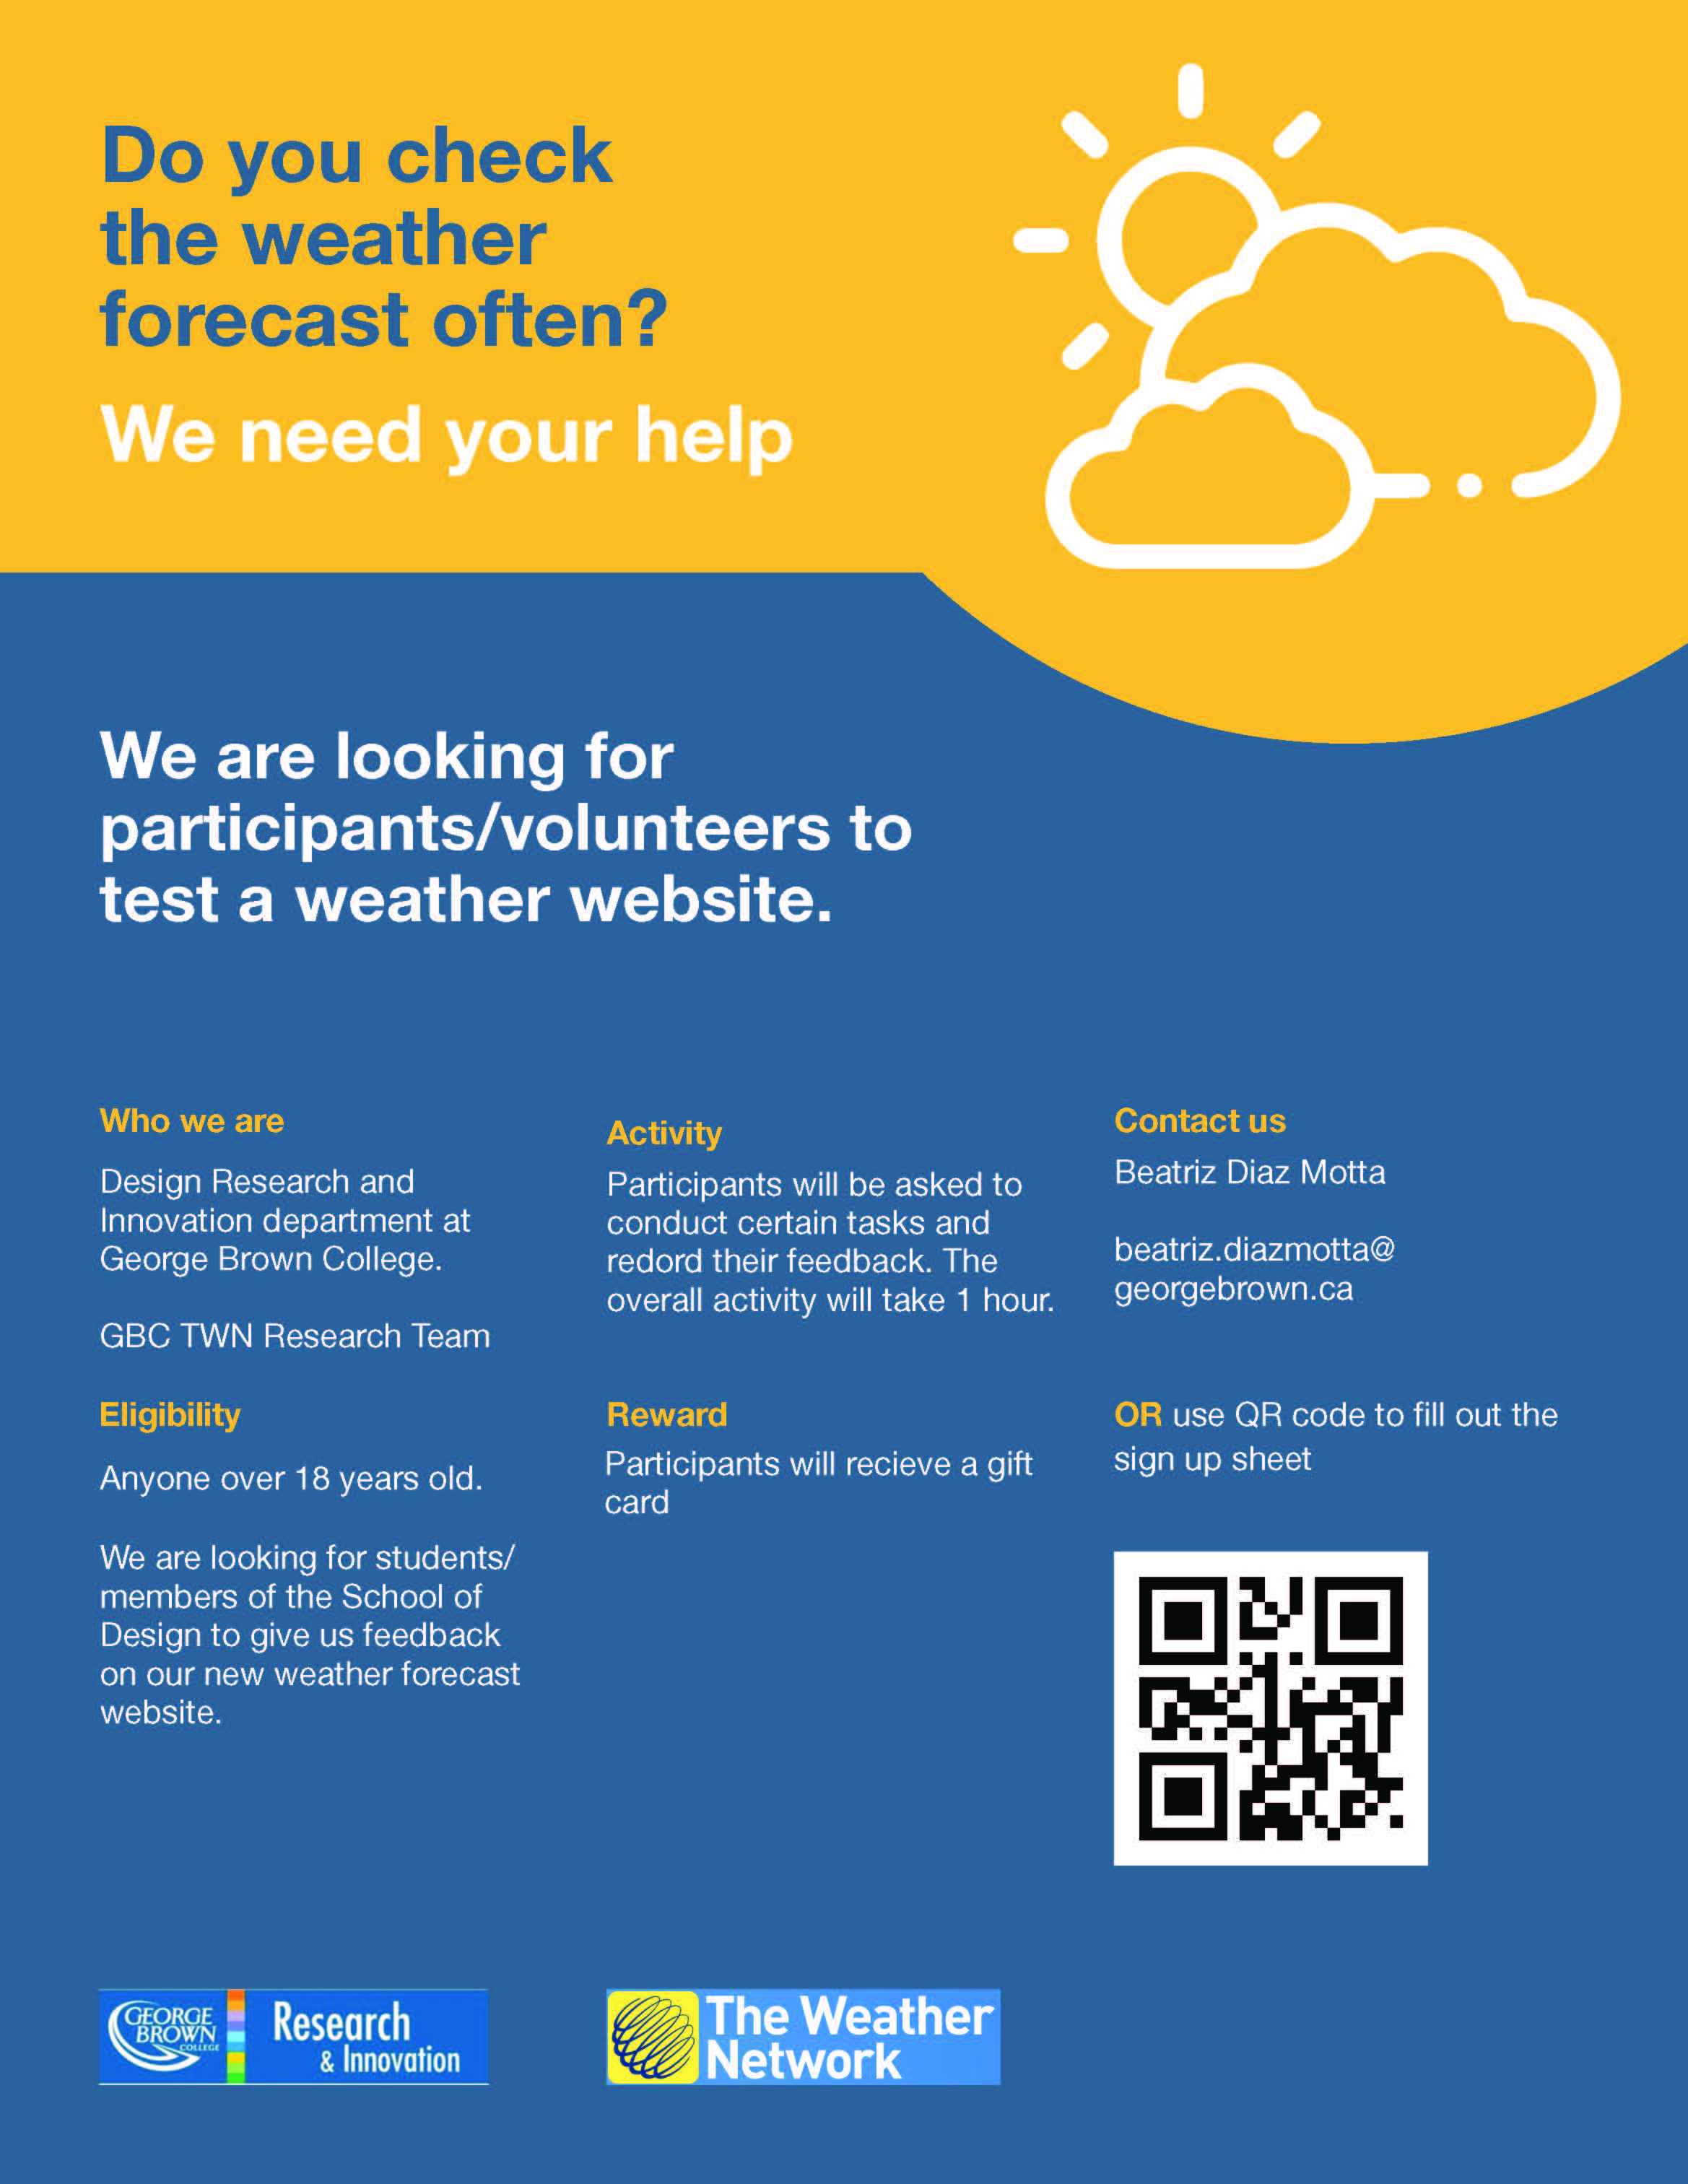 Do you check
the weather
forecast often?
We need your help
We are looking for
participants/volunteers to
test a weather website.
Who we are
Design Research and
Innovation department at
George Brown College.
GBC TWN Research Team
Eligibility
Anyone over 18 years old.
We are looking for students/
members of the School of
Design to give us feedback
on our new weather forecast
website.
Activity
Participants will be asked to
conduct certain tasks and
redord their feedback. The
overall activity will take 1 hour.
Reward
Participants will recieve a gift
card
Contact us
Beatriz Diaz Motta
beatriz.diazmotta@
georgebrown.ca
OR use QR code to fill out the
sign up sheet
GEORGE
BROWN
COLLEGE
Research
& Innovation
The Weather
Network